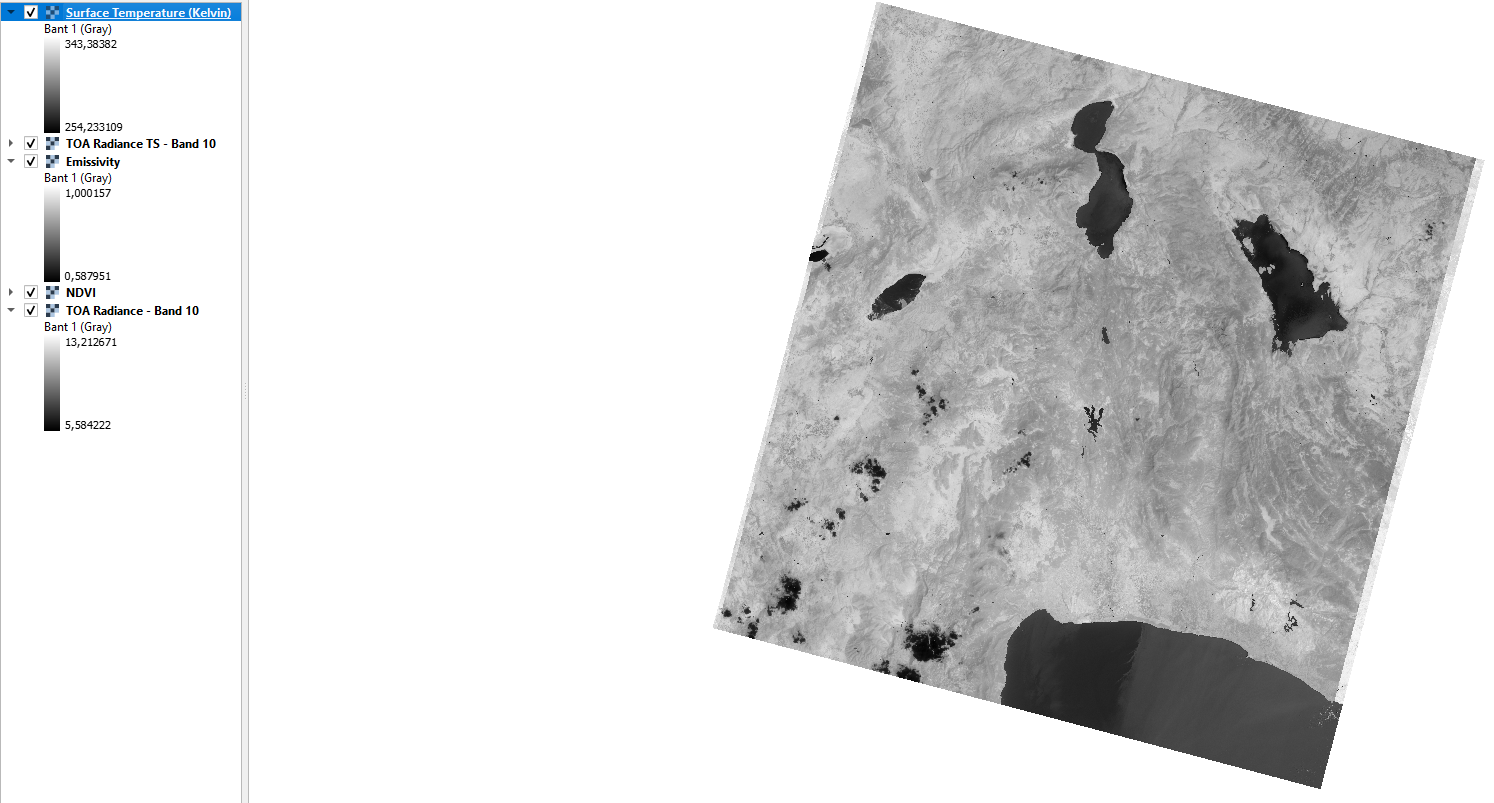 Surface Temperature (Kelvin)
Bant 1 (Gray)
343,38382
254,233109
TOA Radiance TS - Band 10
Emissivity
Bant 1 (Gray)
1,000157
0,587951
NDVI
TOA Radiance - Band 10
Bant 1 (Gray)
13,212671
5,584222